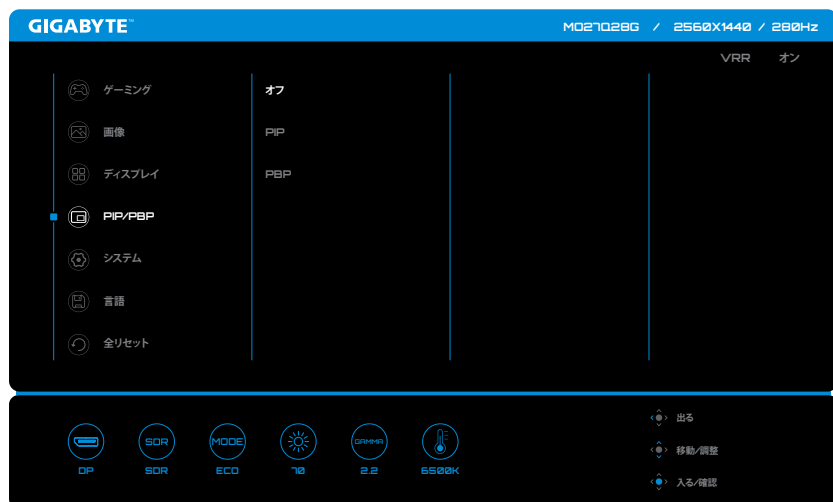 GIGABYTE™ MO27Q28G / 2560X1440 / 280Hz
VRR オン
ゲーミング オフ
画像 PIP
ディスプレイ PBP
PIP/PBP
システム
言語
全リセット
SDR MODE GAMMA
DP SDR ECO 70 2.2 6500K
出る
移動/調整
入る/確認